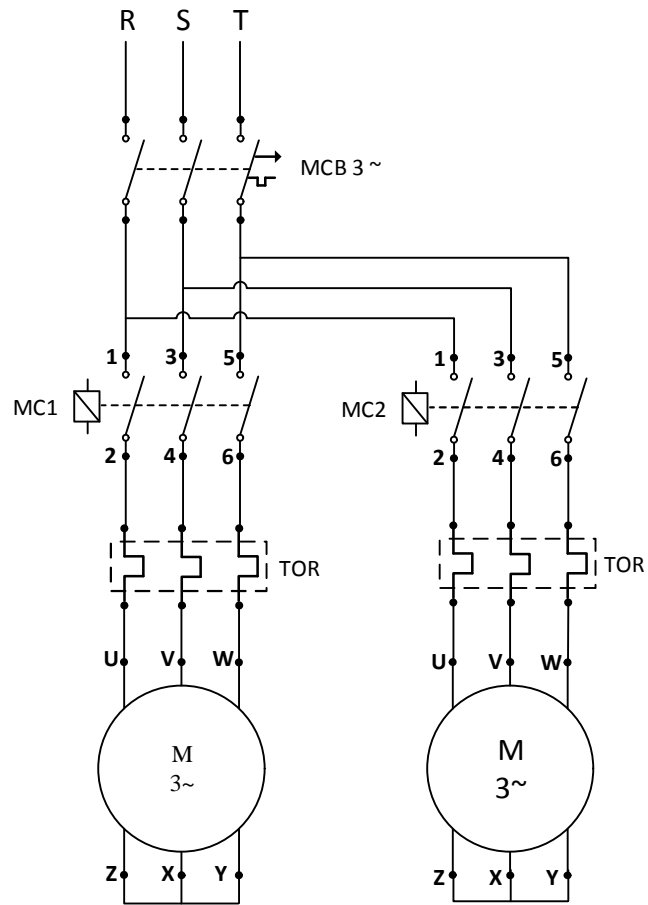 R S T
MCB 3 ~
1 3 5
1 3 5
MC1
MC2
2 4 6
2 4 6
TOR
TOR
U V W
U V W
M
3~
M
3~
Z X Y
Z X Y